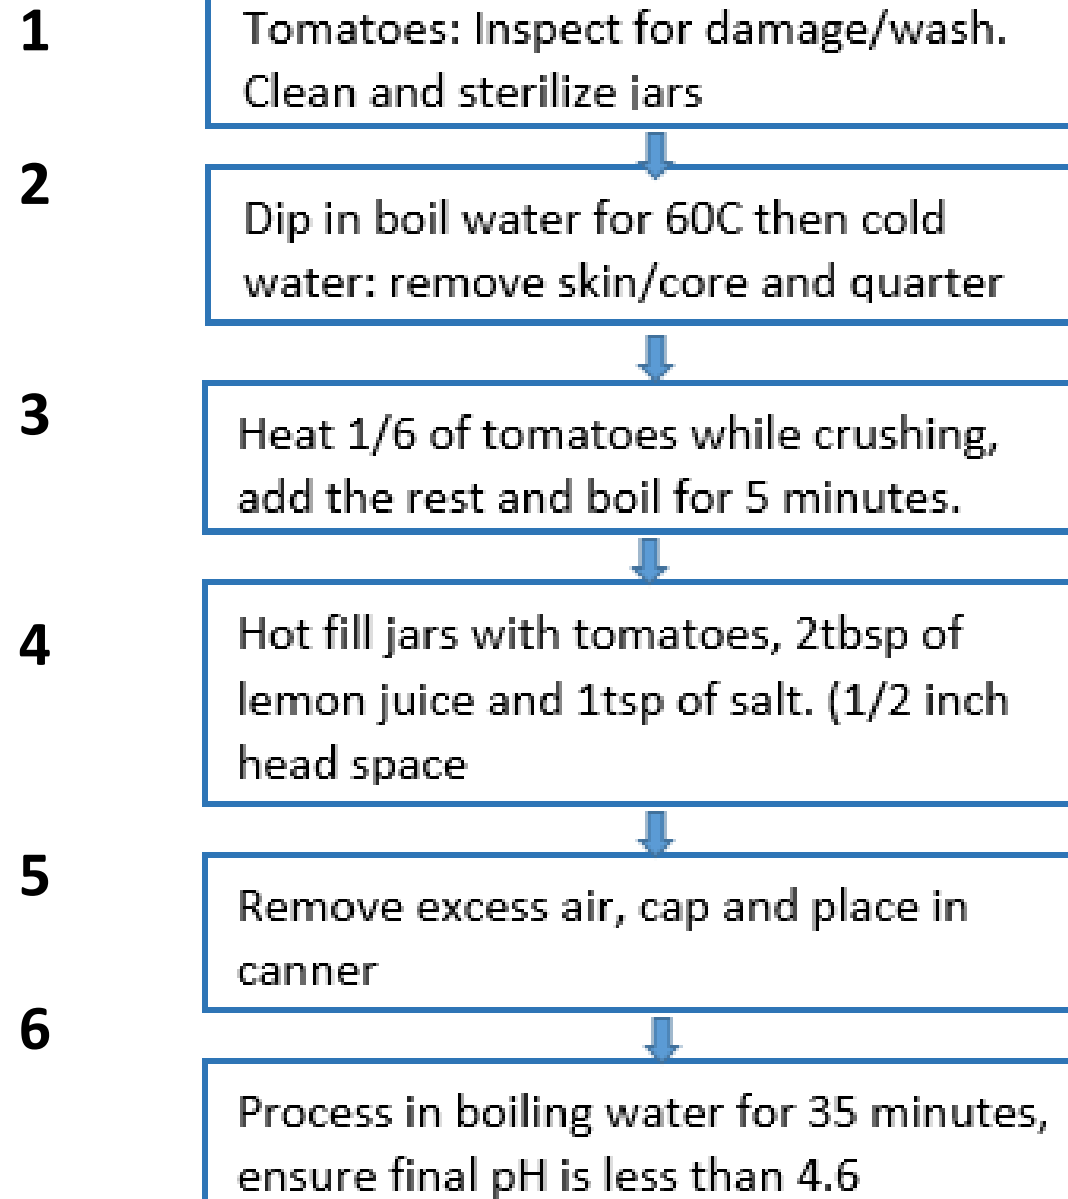 1
Tomatoes: Inspect for damage/wash.
Clean and sterilize jars
2
Dip in boil water for 60C then cold
water: remove skin/core and quarter
3
Heat 1/6 of tomatoes while crushing,
add the rest and boil for 5 minutes.
4
Hot fill jars with tomatoes, 2tbsp of
lemon juice and 1tsp of salt. (1/2 inch
head space
5
Remove excess air, cap and place in
canner
6
Process in boiling water for 35 minutes,
ensure final pH is less than 4.6